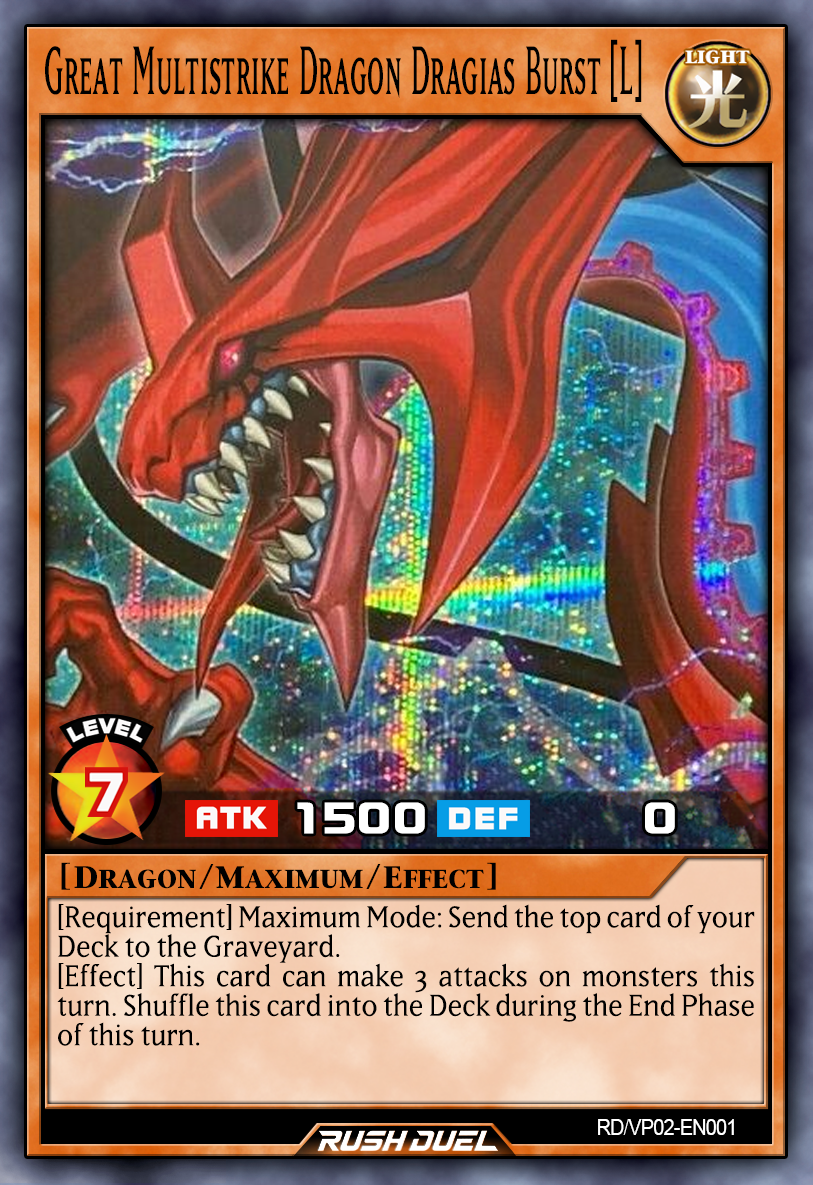 Great Multistrike Dragon Dragias Burst [L]
LIGHT
光
LEVEL
7
ATK 1500 DEF 0
[Dragon/Maximum/Effect]
[Requirement] Maximum Mode: Send the top card of your
Deck to the Graveyard.
[Effect] This card can make 3 attacks on monsters this
turn. Shuffle this card into the Deck during the End Phase
of this turn.
RD/VP02-EN001
RUSH DUEL